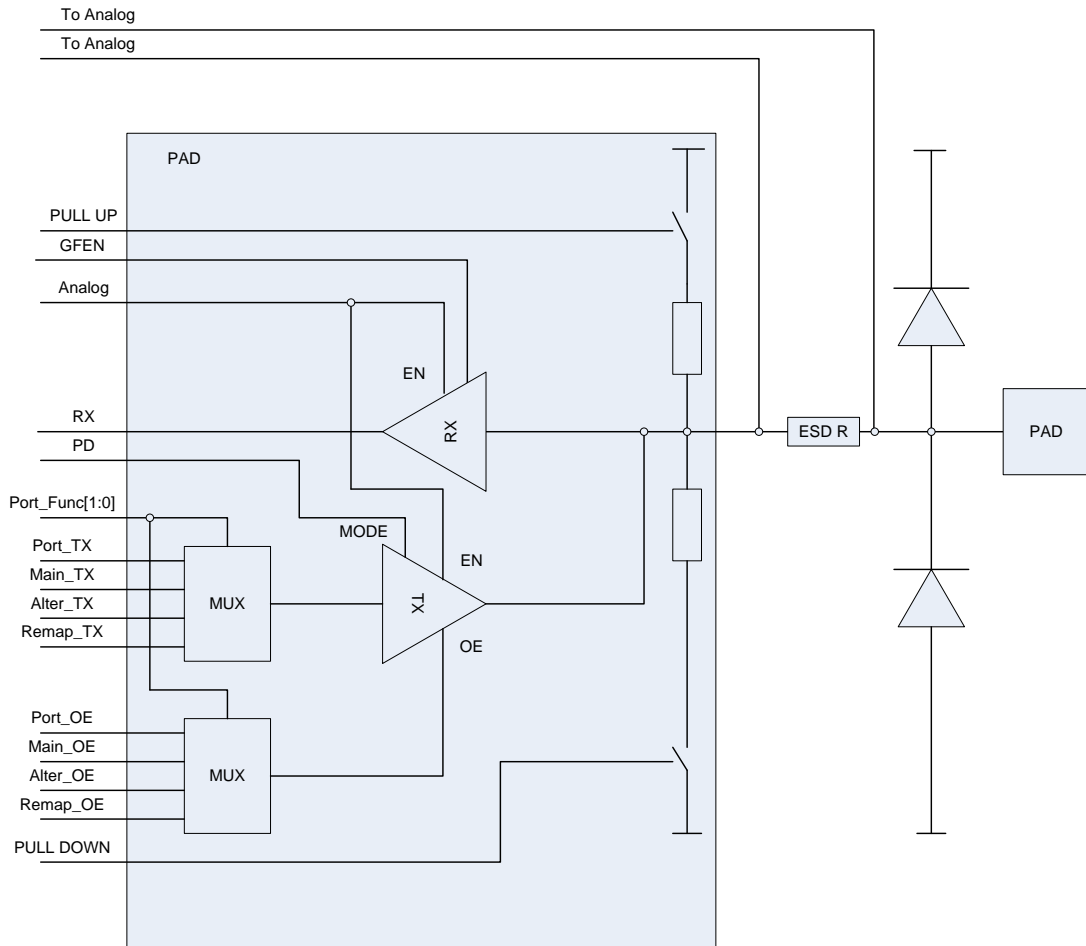 To Analog
To Analog
PAD
PULL UP
GFEN
Analog
EN
RX
RX
ESD R
PAD
PD
Port_Func[1:0]
MODE
Port_TX
EN
Main_TX
MUX
TX
Alter_TX
Remap_TX
OE
Port_OE
Main_OE
MUX
Alter_OE
Remap_OE
PULL DOWN